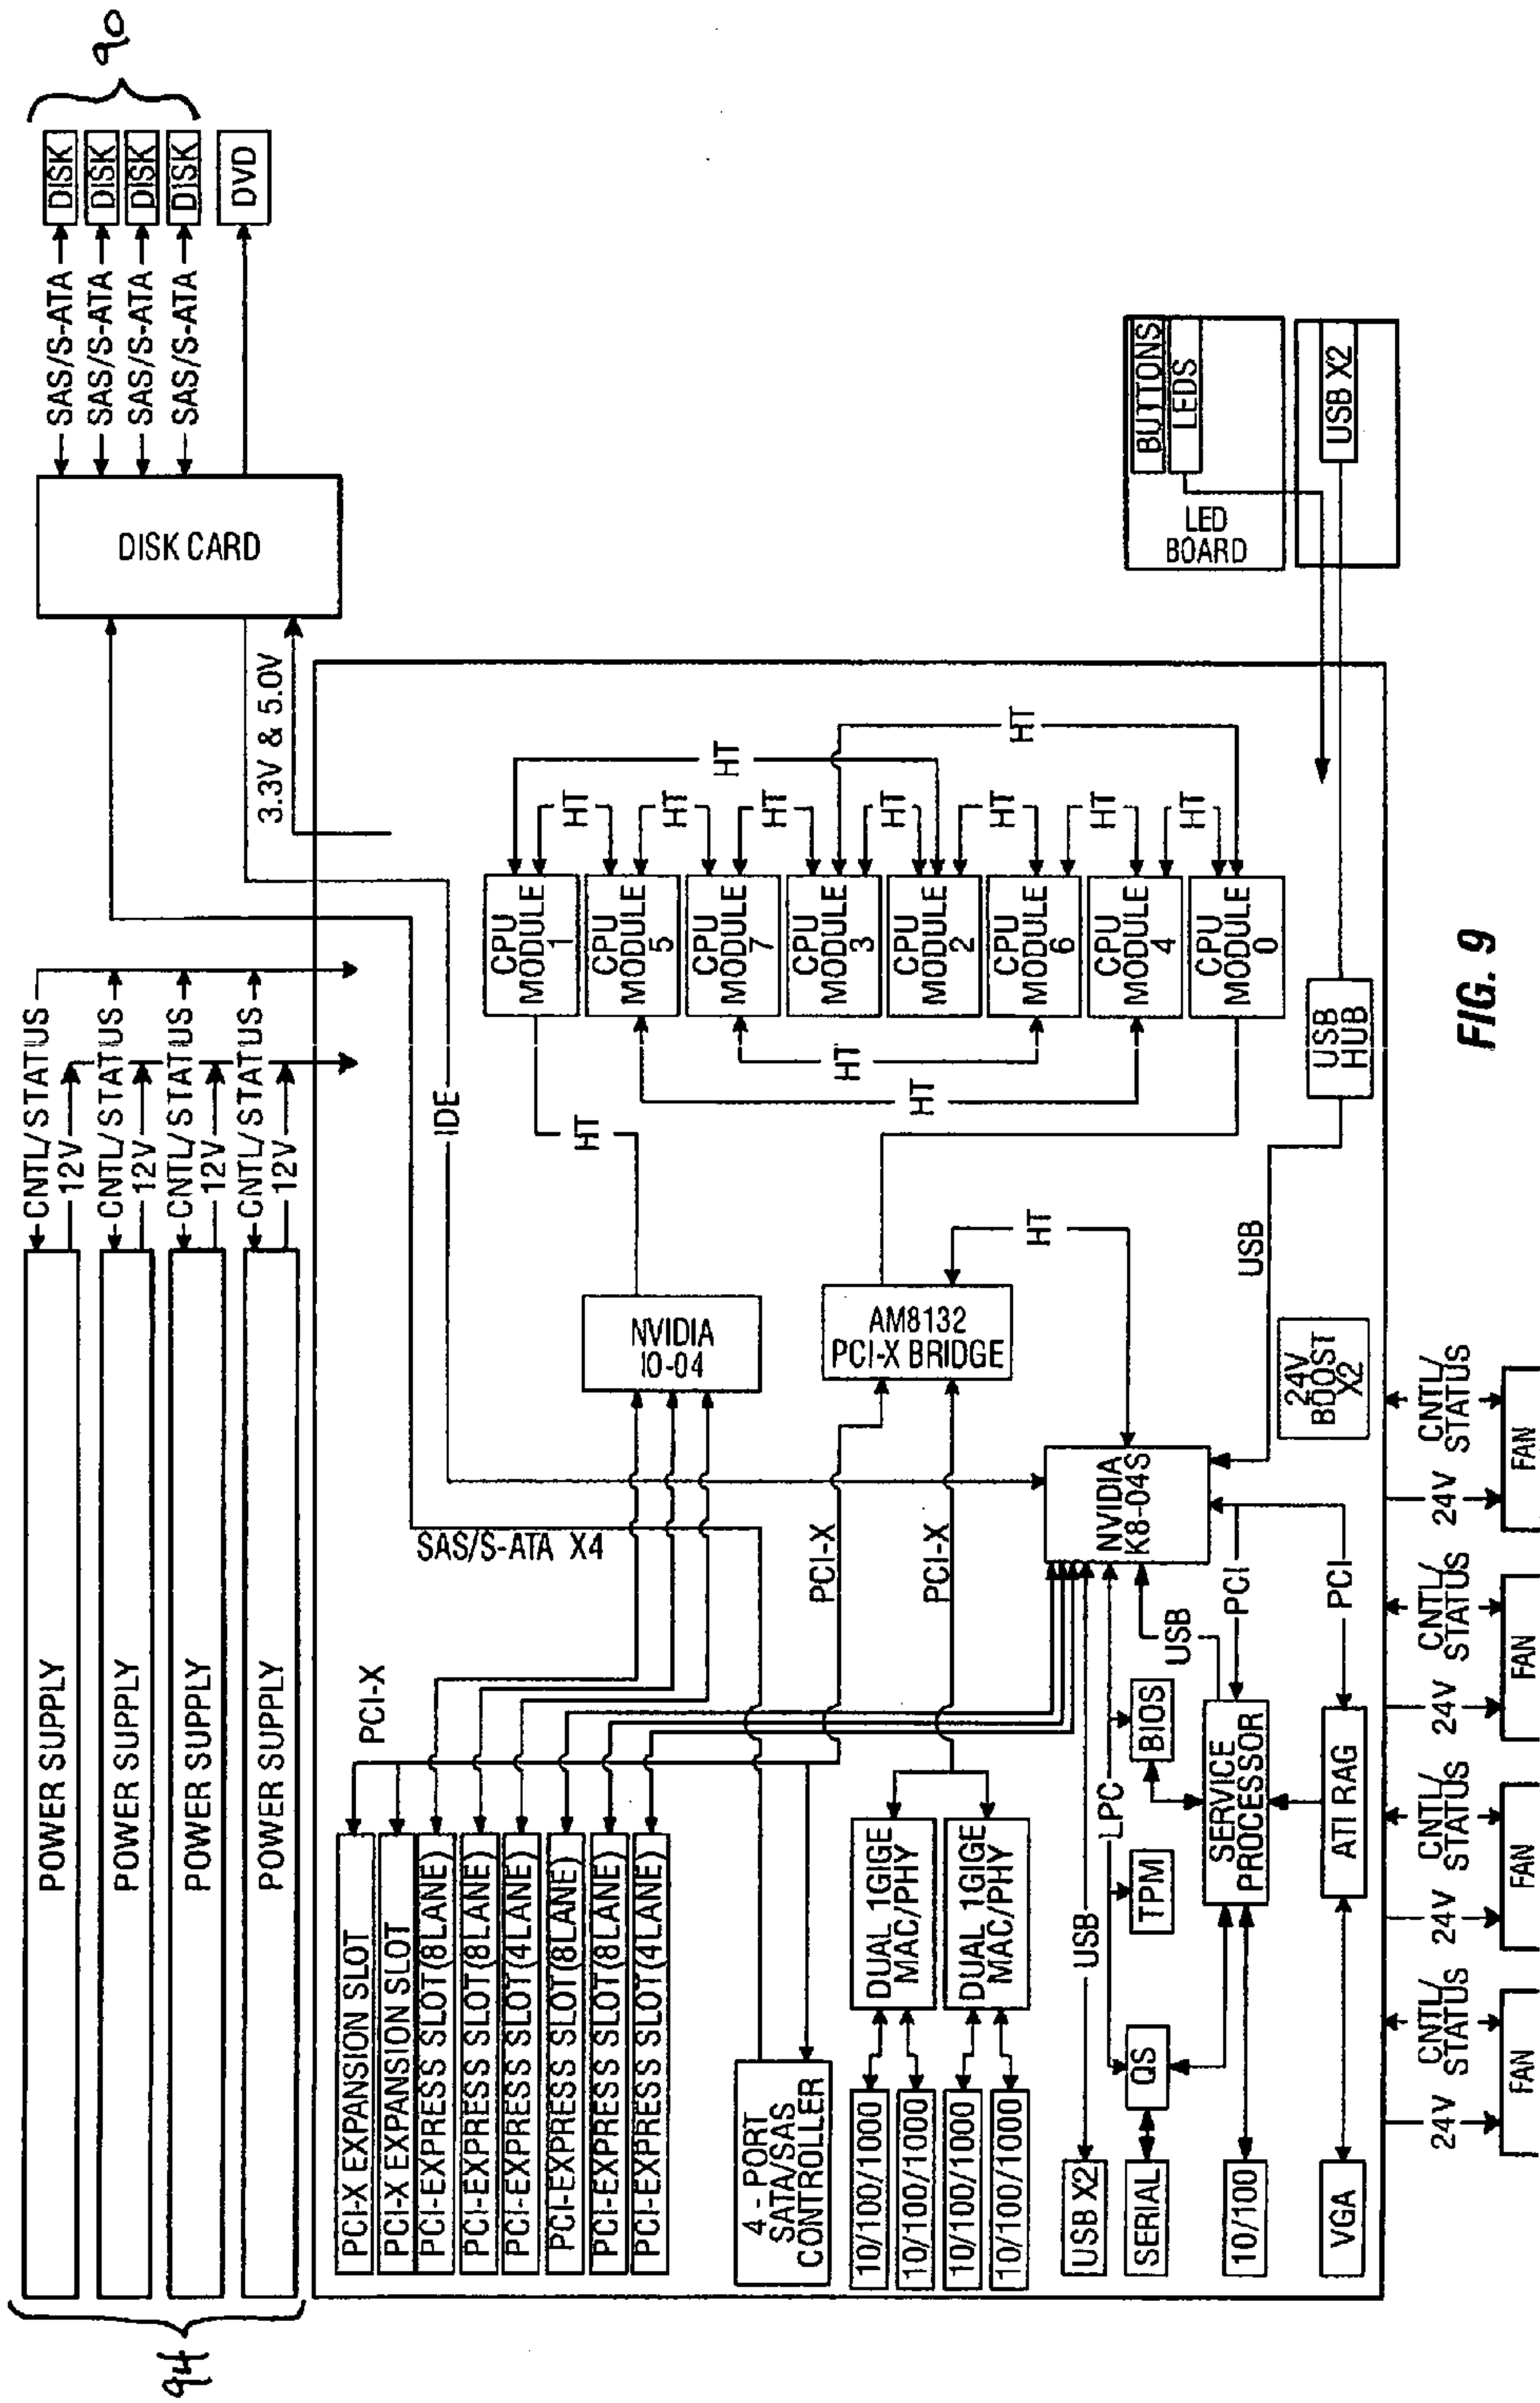 90
DISK
DISK
DISK
DISK
DVD
SAS/S-ATA
SAS/S-ATA
SAS/S-ATA
SAS/S-ATA
DISK CARD
3.3V & 5.0V
BUTTONS
LEDS
LED
BOARD
USB X2
94
POWER SUPPLY
POWER SUPPLY
POWER SUPPLY
POWER SUPPLY
CNTL/STATUS
12V
CNTL/STATUS
12V
CNTL/STATUS
12V
CNTL/STATUS
12V
IDE
SAS/S-ATA X4
HT
HT
HT
HT
HT
HT
HT
HT
HT
CPU
MODULE
1
CPU
MODULE
5
CPU
MODULE
7
CPU
MODULE
3
CPU
MODULE
2
CPU
MODULE
6
CPU
MODULE
4
CPU
MODULE
0
HT
HT
HT
HT
NVIDIA
IO-04
AM8132
PCI-X BRIDGE
NVIDIA
K8-04S
USB
HUB
USB
24V
BOOST
X2
PCI-X
PCI-X
PCI-X
PCI-X EXPANSION SLOT
PCI-X EXPANSION SLOT
PCI-EXPRESS SLOT(8LANE)
PCI-EXPRESS SLOT(8LANE)
PCI-EXPRESS SLOT(4LANE)
PCI-EXPRESS SLOT(8LANE)
PCI-EXPRESS SLOT(8LANE)
PCI-EXPRESS SLOT(4LANE)
4 - PORT
SATA/SAS
CONTROLLER
DUAL 1GIGE
MAC/PHY
DUAL 1GIGE
MAC/PHY
10/100/1000
10/100/1000
10/100/1000
10/100/1000
USB
LPC
USB
PCI
PCI
BIOS
TPM
QS
SERVICE
PROCESSOR
ATI RAG
USB X2
SERIAL
10/100
VGA
24V
CNTL/
STATUS
FAN
24V
CNTL/
STATUS
FAN
24V
CNTL/
STATUS
FAN
24V
CNTL/
STATUS
FAN
FIG. 9